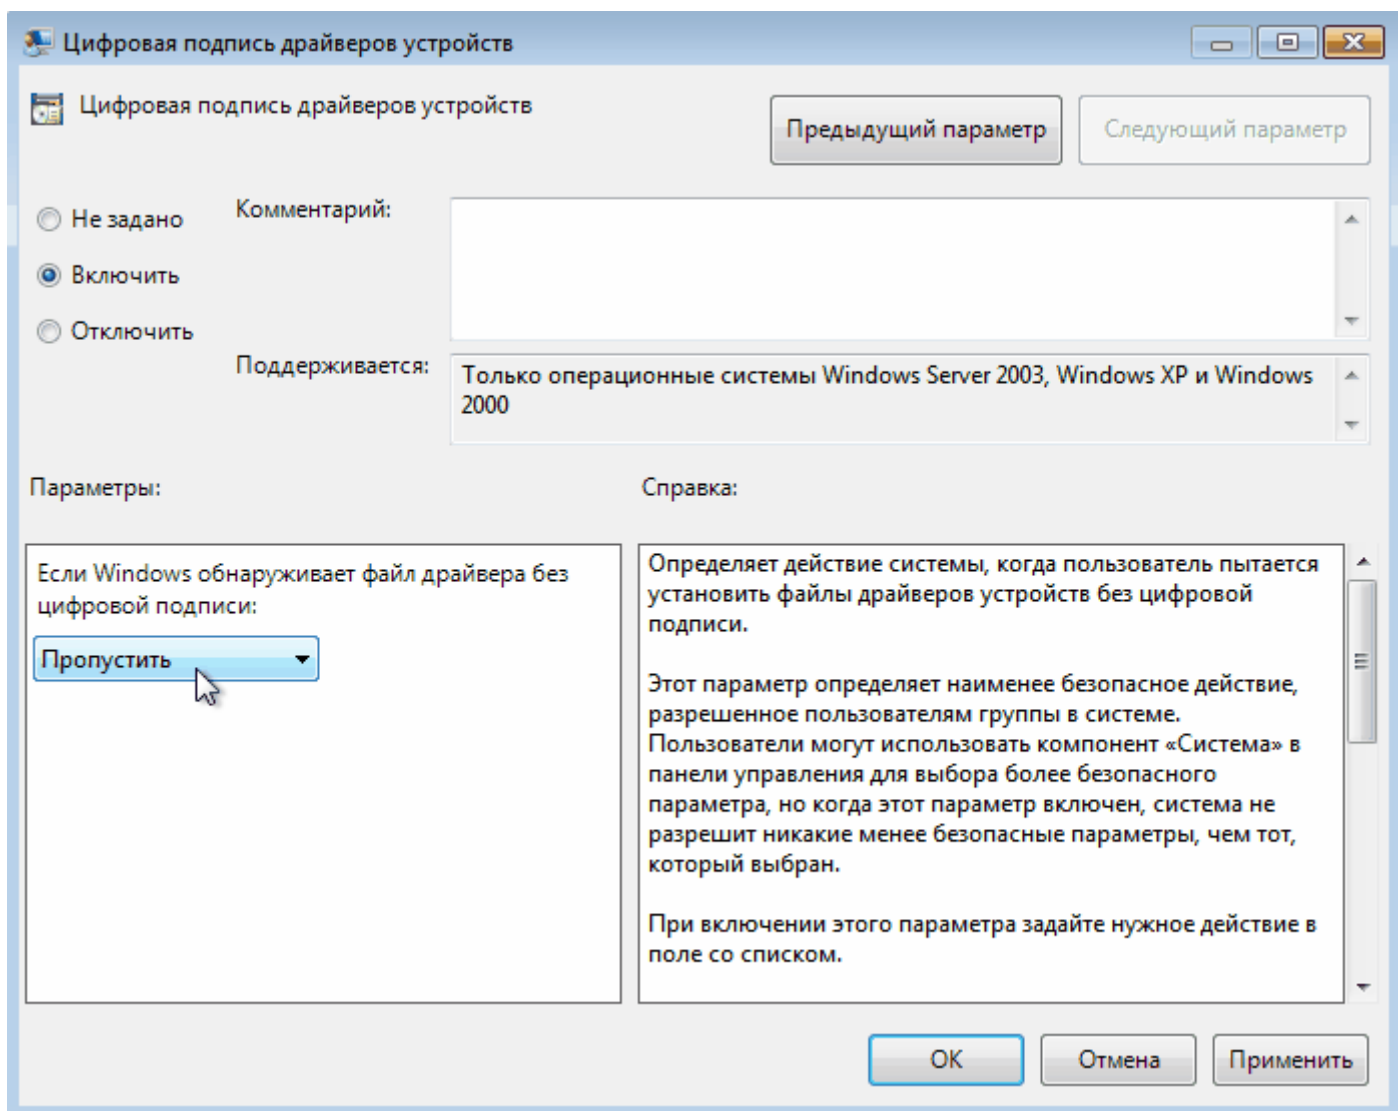 Цифровая подпись драйверов устройств
Цифровая подпись драйверов устройств
Предыдущий параметр
Следующий параметр
Не задано
Включить
Отключить
Комментарий:
Поддерживается:
Только операционные системы Windows Server 2003, Windows XP и Windows
2000
Параметры:
Справка:
Если Windows обнаруживает файл драйвера без
цифровой подписи:
Пропустить
Определяет действие системы, когда пользователь пытается
установить файлы драйверов устройств без цифровой
подписи.
Этот параметр определяет наименее безопасное действие,
разрешенное пользователям группы в системе.
Пользователи могут использовать компонент «Система» в
панели управления для выбора более безопасного
параметра, но когда этот параметр включен, система не
разрешит никакие менее безопасные параметры, чем тот,
который выбран.
При включении этого параметра задайте нужное действие в
поле со списком.
ОК
Отмена
Применить